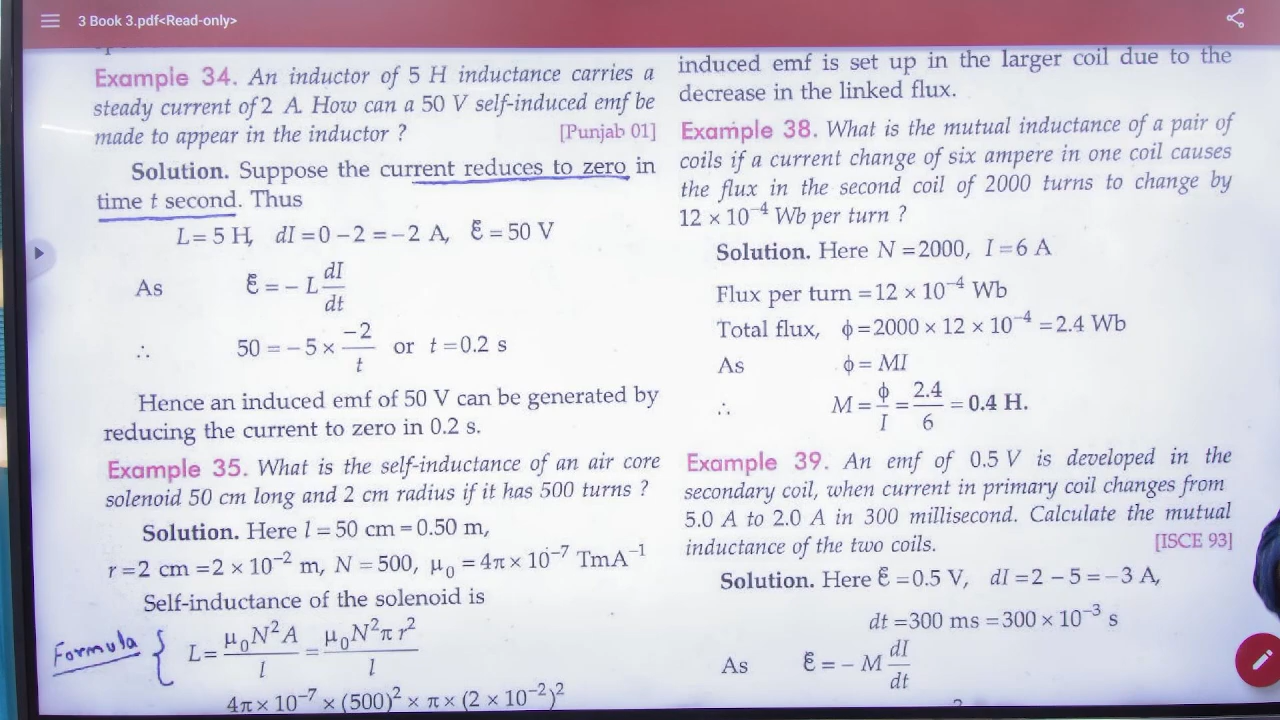 3 Book 3.pdf<Read-only>
Example 34. An inductor of 5 H inductance carries a
steady current of 2 A. How can a 50 V self-induced emf be
made to appear in the inductor ? [Punjab 01]
Solution. Suppose the current reduces to zero in
time t second. Thus
L = 5 H, dI = 0 − 2 = − 2 A, ℰ = 50 V
As ℰ = − L dI/dt
∴ 50 = − 5 × −2/t or t = 0.2 s
Hence an induced emf of 50 V can be generated by
reducing the current to zero in 0.2 s.
Example 35. What is the self-inductance of an air core
solenoid 50 cm long and 2 cm radius if it has 500 turns ?
Solution. Here l = 50 cm = 0.50 m,
r = 2 cm = 2 × 10⁻² m, N = 500, μ₀ = 4π × 10⁻⁷ TmA⁻¹
Self-inductance of the solenoid is
Formula { L = μ₀N²A/l = μ₀N²πr²/l
4π × 10⁻⁷ × (500)² × π × (2 × 10⁻²)²
induced emf is set up in the larger coil due to the
decrease in the linked flux.
Example 38. What is the mutual inductance of a pair of
coils if a current change of six ampere in one coil causes
the flux in the second coil of 2000 turns to change by
12 × 10⁻⁴ Wb per turn ?
Solution. Here N = 2000, I = 6 A
Flux per turn = 12 × 10⁻⁴ Wb
Total flux, ϕ = 2000 × 12 × 10⁻⁴ = 2.4 Wb
As ϕ = MI
∴ M = ϕ/I = 2.4/6 = 0.4 H.
Example 39. An emf of 0.5 V is developed in the
secondary coil, when current in primary coil changes from
5.0 A to 2.0 A in 300 millisecond. Calculate the mutual
inductance of the two coils. [ISCE 93]
Solution. Here ℰ = 0.5 V, dI = 2 − 5 = − 3 A,
dt = 300 ms = 300 × 10⁻³ s
As ℰ = − M dI/dt